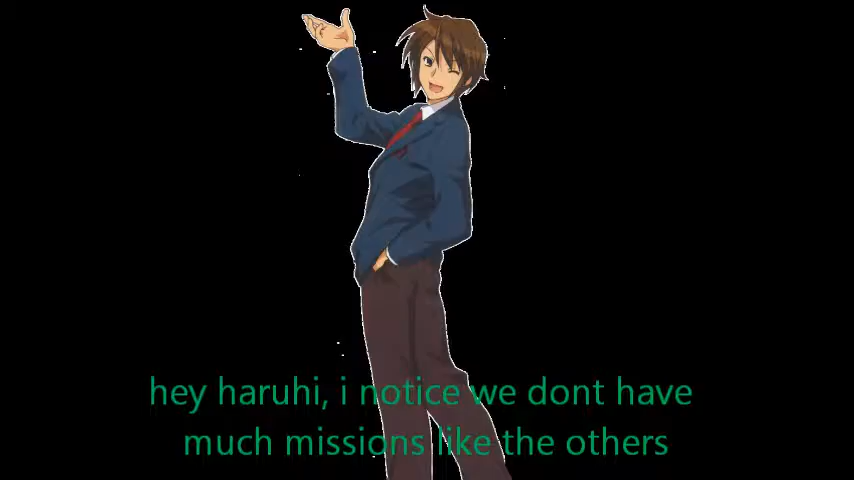 hey haruhi, i notice we dont have
much missions like the others